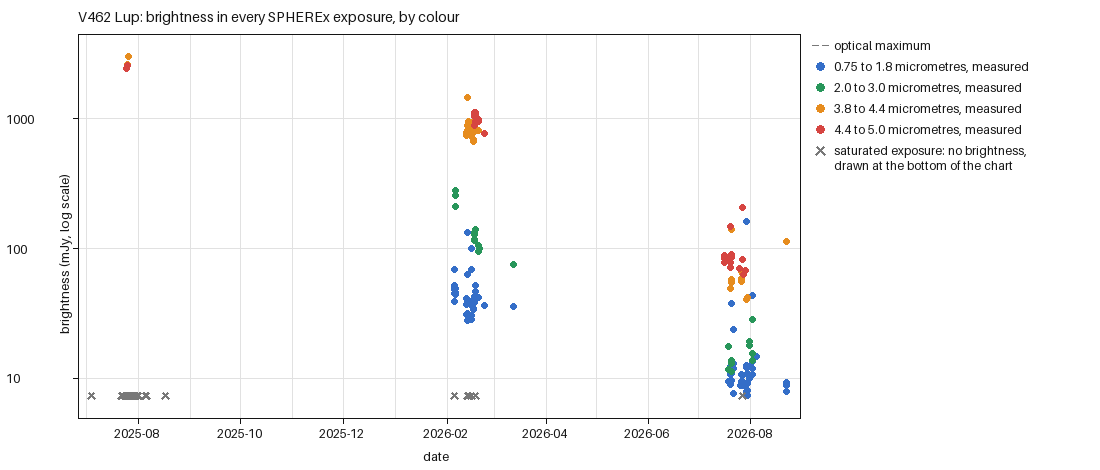 V462 Lup: brightness in every SPHEREx exposure, by colour
optical maximum
0.75 to 1.8 micrometres, measured
2.0 to 3.0 micrometres, measured
3.8 to 4.4 micrometres, measured
4.4 to 5.0 micrometres, measured
saturated exposure: no brightness,
drawn at the bottom of the chart
brightness (mJy, log scale)
1000
100
10
2025-08
2025-10
2025-12
2026-02
2026-04
2026-06
2026-08
date